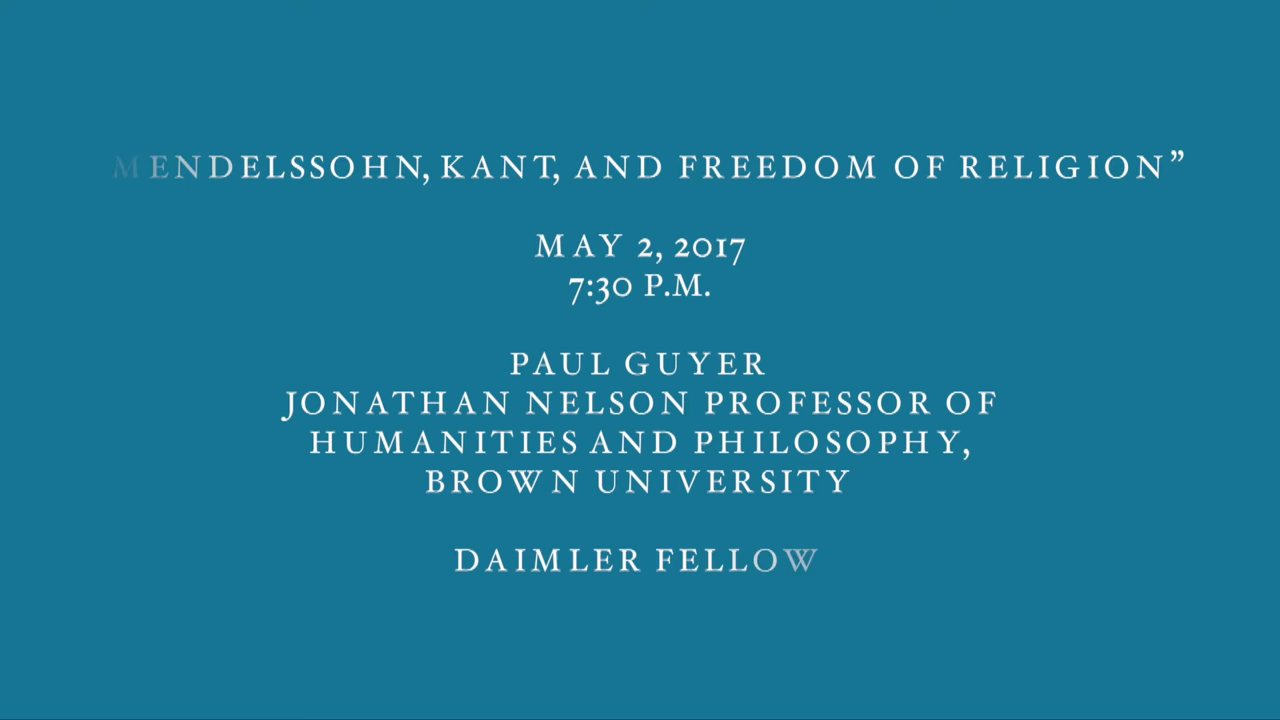 MENDELSSOHN, KANT, AND FREEDOM OF RELIGION”
MAY 2, 2017
7:30 P.M.
PAUL GUYER
JONATHAN NELSON PROFESSOR OF
HUMANITIES AND PHILOSOPHY,
BROWN UNIVERSITY
DAIMLER FELLOW